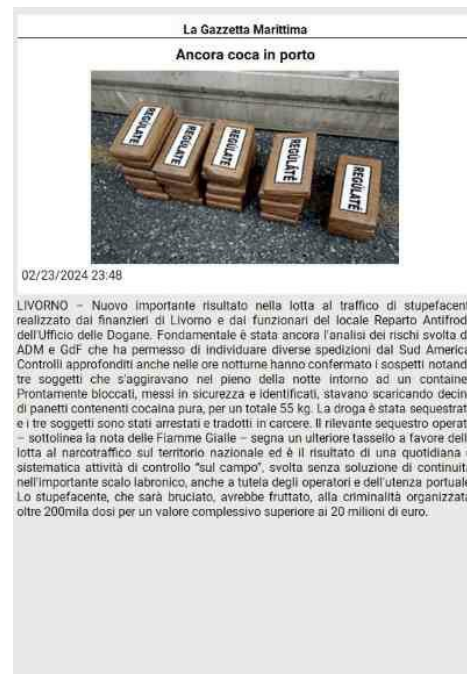 La Gazzetta Marittima
Ancora coca in porto
REGÚLATE
REGÚLATE
REGÚLATE
REGÚLATE
REGÚLATE
02/23/2024 23:48
LIVORNO – Nuovo importante risultato nella lotta al traffico di stupefacent
realizzato dai finanzieri di Livorno e dai funzionari del locale Reparto Antifrod
dell'Ufficio delle Dogane. Fondamentale è stata ancora l'analisi dei rischi svolta d
ADM e GdF che ha permesso di individuare diverse spedizioni dal Sud America
Controlli approfonditi anche nelle ore notturne hanno confermato i sospetti notand
tre soggetti che s'aggiravano nel pieno della notte intorno ad un containe
Prontamente bloccati, messi in sicurezza e identificati, stavano scaricando decin
di panetti contenenti cocaina pura, per un totale 55 kg. La droga è stata sequestrat
e i tre soggetti sono stati arrestati e tradotti in carcere. Il rilevante sequestro operat
– sottolinea la nota delle Fiamme Gialle – segna un ulteriore tassello a favore dell
lotta al narcotraffico sul territorio nazionale ed è il risultato di una quotidiana
sistematica attività di controllo "sul campo", svolta senza soluzione di continuit
nell'importante scalo labronico, anche a tutela degli operatori e dell'utenza portuale
Lo stupefacente, che sarà bruciato, avrebbe fruttato, alla criminalità organizzat
oltre 200mila dosi per un valore complessivo superiore ai 20 milioni di euro.